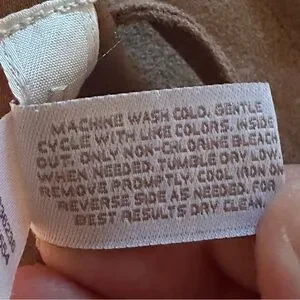 MACHINE WASH COLD, GENTLE
CYCLE WITH LIKE COLORS, INSIDE
OUT. ONLY NON-CHLORINE BLEACH
WHEN NEEDED. TUMBLE DRY LOW,
REMOVE PROMPTLY. COOL IRON ON
REVERSE SIDE AS NEEDED. FOR
BEST RESULTS DRY CLEAN.